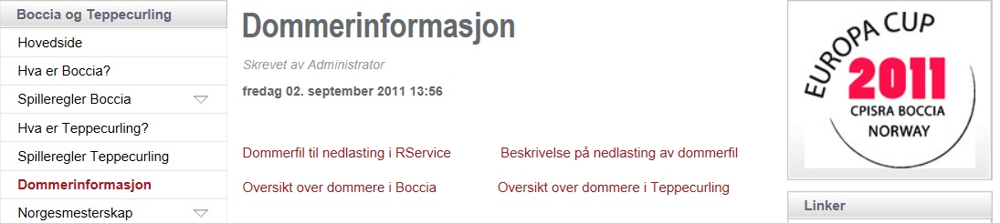 Boccia og Teppecurling
Hovedside
Hva er Boccia?
Spilleregler Boccia
Hva er Teppecurling?
Spilleregler Teppecurling
Dommerinformasjon
Norgesmesterskap
Dommerinformasjon
Skrevet av Administrator
fredag 02. september 2011 13:56
Dommerfil til nedlasting i RService
Beskrivelse på nedlasting av dommerfil
Oversikt over dommere i Boccia
Oversikt over dommere i Teppecurling
EUROPA CUP
2011
CPISRA BOCCIA
NORWAY
Linker